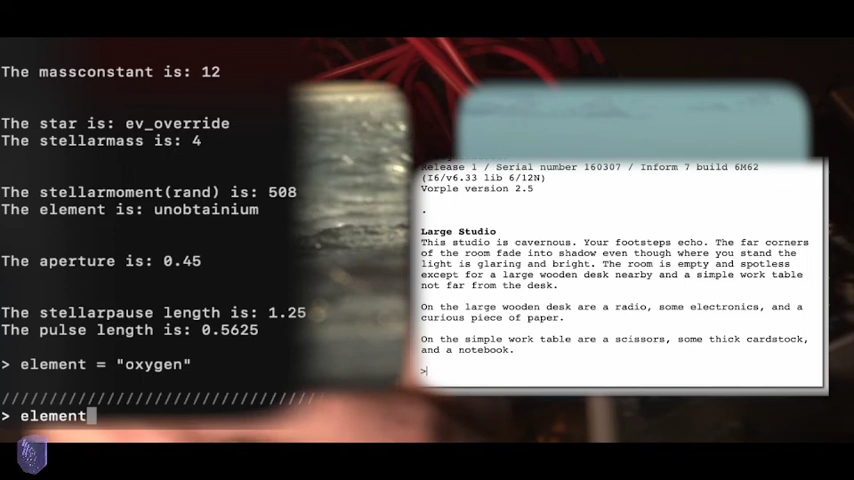 The massconstant is: 12
The star is: ev_override
The stellarmass is: 4
The stellarmoment(rand) is: 508
The element is: unobtainium
The aperture is: 0.45
The stellarpause length is: 1.25
The pulse length is: 0.5625
> element = "oxygen"
///////////////////////////////////
> element
Release 1 / Serial number 160307 / Inform 7 build 6M62
(I6/v6.33 lib 6/12N)
Vorple version 2.5
.
Large Studio
This studio is cavernous. Your footsteps echo. The far corners
of the room fade into shadow even though where you stand the
light is glaring and bright. The room is empty and spotless
except for a large wooden desk nearby and a simple work table
not far from the desk.
On the large wooden desk are a radio, some electronics, and a
curious piece of paper.
On the simple work table are a scissors, some thick cardstock,
and a notebook.
>